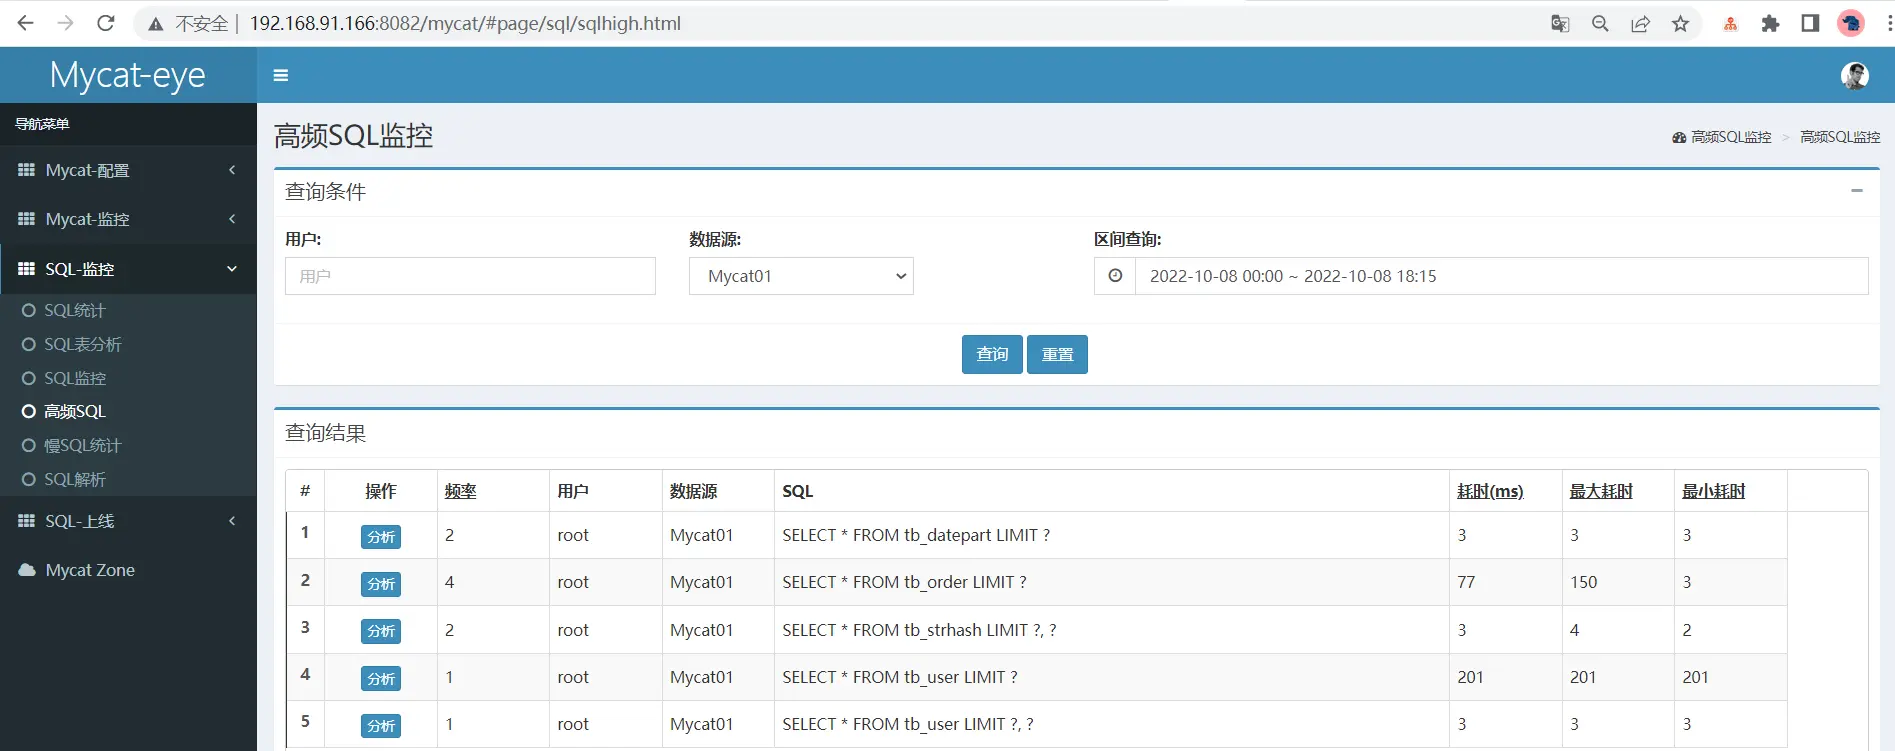 不安全 | 192.168.91.166:8082/mycat/#page/sql/sqlhigh.html
Mycat-eye
导航菜单
Mycat-配置
Mycat-监控
SQL-监控
SQL统计
SQL表分析
SQL监控
高频SQL
慢SQL统计
SQL解析
SQL-上线
Mycat Zone
高频SQL监控
高频SQL监控 > 高频SQL监控
查询条件
用户: 数据源: 区间查询:
用户 Mycat01 2022-10-08 00:00 ~ 2022-10-08 18:15
查询 重置
查询结果
# 操作 频率 用户 数据源 SQL 耗时(ms) 最大耗时 最小耗时
1 分析 2 root Mycat01 SELECT * FROM tb_datepart LIMIT ? 3 3 3
2 分析 4 root Mycat01 SELECT * FROM tb_order LIMIT ? 77 150 3
3 分析 2 root Mycat01 SELECT * FROM tb_strhash LIMIT ?, ? 3 4 2
4 分析 1 root Mycat01 SELECT * FROM tb_user LIMIT ? 201 201 201
5 分析 1 root Mycat01 SELECT * FROM tb_user LIMIT ?, ? 3 3 3